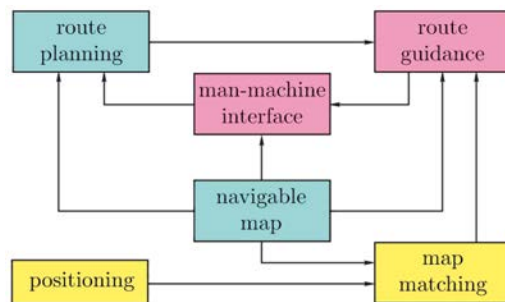 route
planning
route
guidance
man-machine
interface
navigable
map
positioning
map
matching